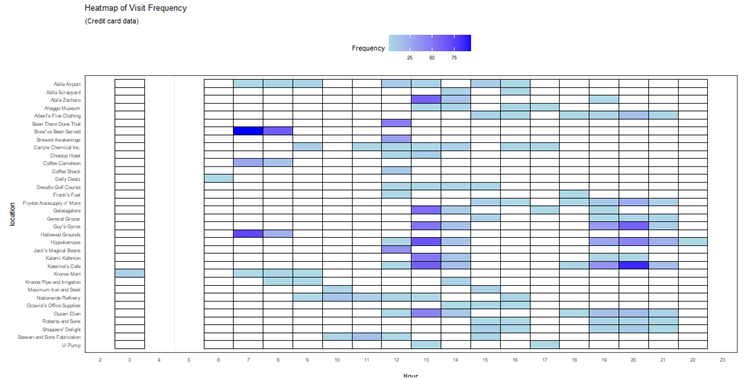 Heatmap of Visit Frequency
(Credit card data)
Frequency
25 50 75
location
Abila Airport
Abila Scrapyard
Abila Zacharo
Ahaggo Museum
Albert's Fine Clothing
Bean There Done That
Brew've Been Served
Brewed Awakenings
Carlyle Chemical Inc.
Chostus Hotel
Coffee Cameleon
Coffee Shack
Daily Dealz
Desafio Golf Course
Frank's Fuel
Frydos Autosupply n' More
Gelatogalore
General Grocer
Guy's Gyros
Hallowed Grounds
Hippokampos
Jack's Magical Beans
Kalami Kafenion
Katerina's Cafe
Kronos Mart
Kronos Pipe and Irrigation
Maximum Iron and Steel
Nationwide Refinery
Octavio's Office Supplies
Ouzeri Elian
Roberts and Sons
Shoppers' Delight
Stewart and Sons Fabrication
U-Pump
2 3 4 5 6 7 8 9 10 11 12 13 14 15 16 17 18 19 20 21 22 23
Hour